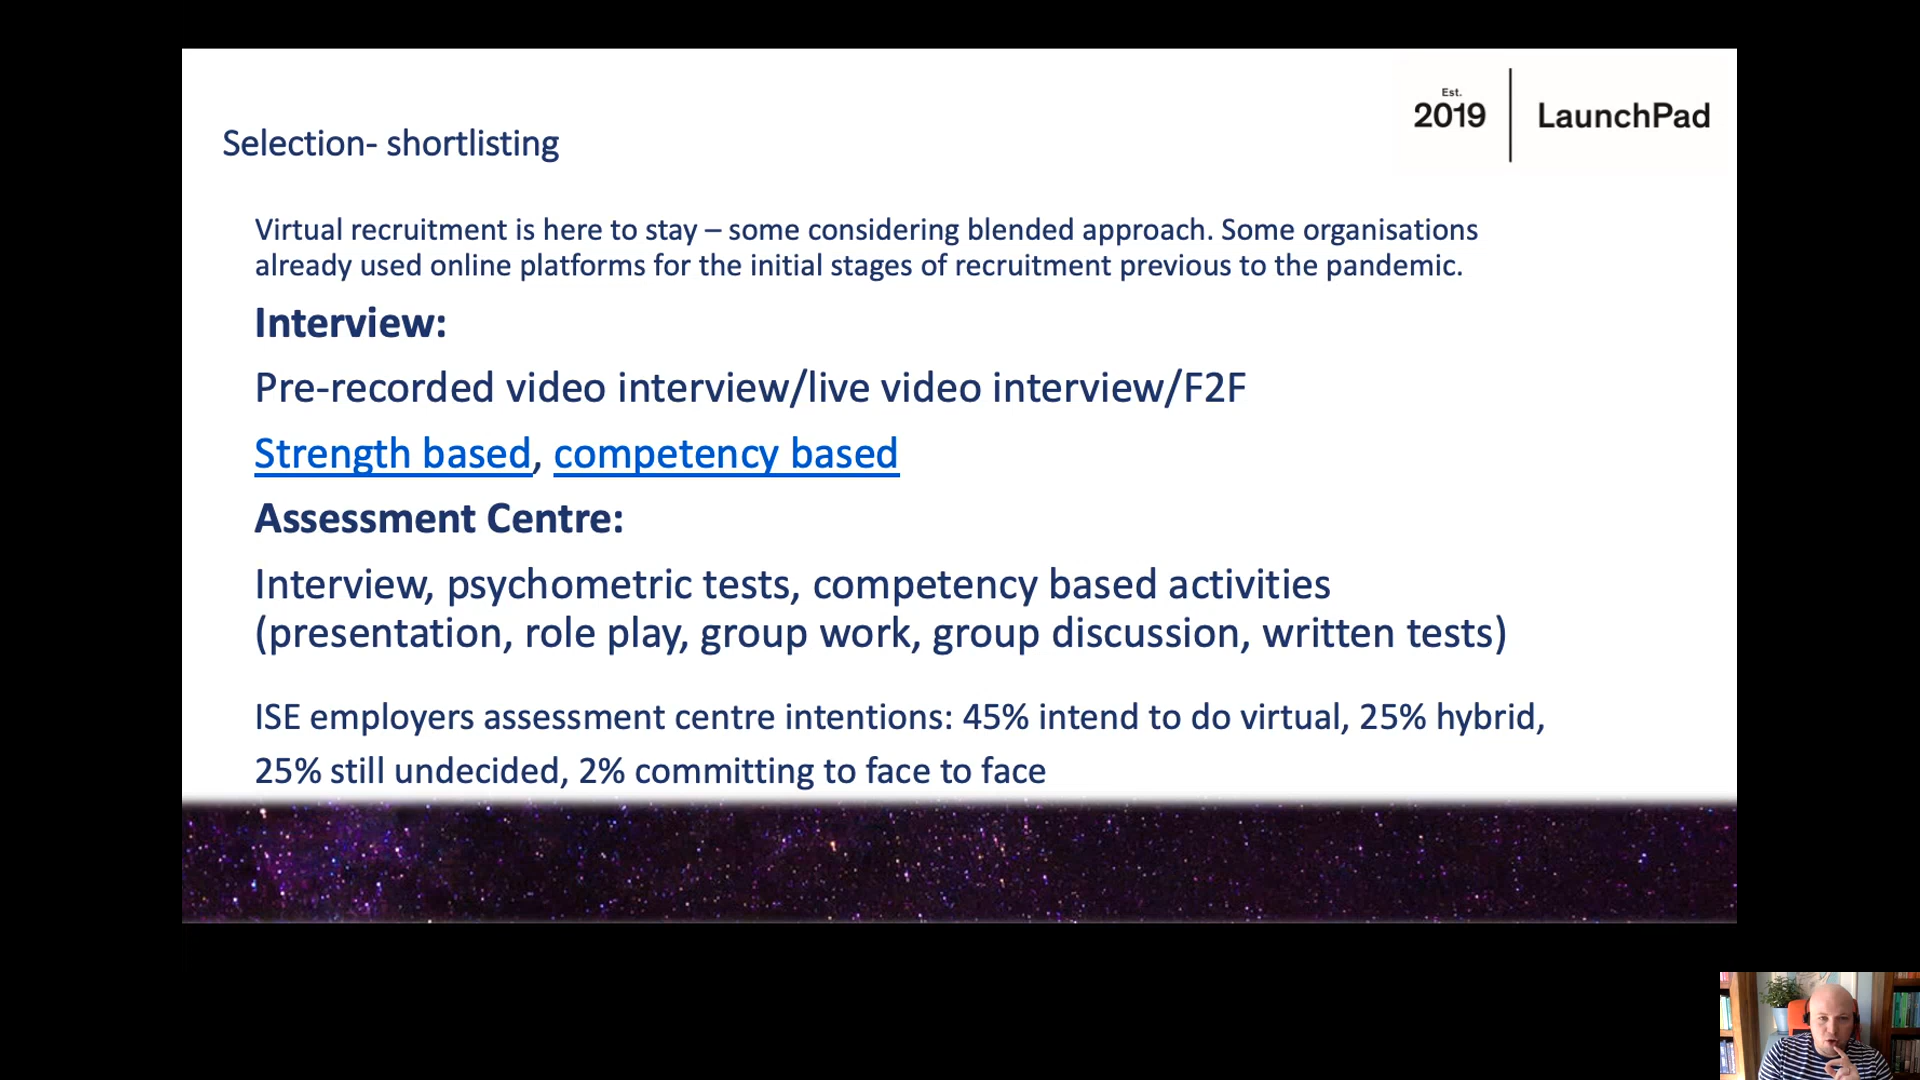 Est.
2019
LaunchPad
Selection- shortlisting
Virtual recruitment is here to stay – some considering blended approach. Some organisations
already used online platforms for the initial stages of recruitment previous to the pandemic.
Interview:
Pre-recorded video interview/live video interview/F2F
Strength based, competency based
Assessment Centre:
Interview, psychometric tests, competency based activities
(presentation, role play, group work, group discussion, written tests)
ISE employers assessment centre intentions: 45% intend to do virtual, 25% hybrid,
25% still undecided, 2% committing to face to face